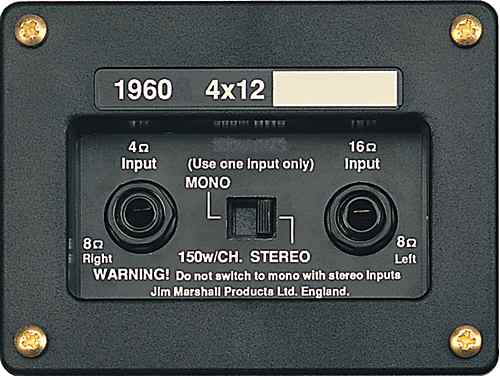 1960 4x12
4Ω Input
16Ω Input
(Use one input only)
MONO
8Ω Right
8Ω Left
150w/CH. STEREO
WARNING! Do not switch to mono with stereo inputs
Jim Marshall Products Ltd. England.